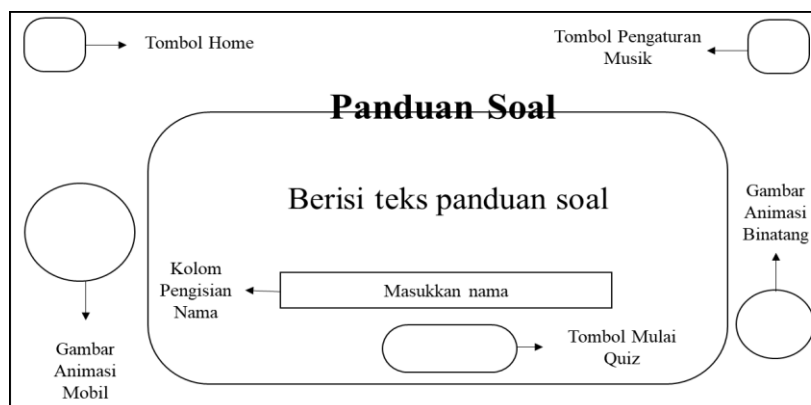 Tombol Home
Tombol Pengaturan
Musik
Panduan Soal
Berisi teks panduan soal
Gambar
Animasi
Binatang
Kolom
Pengisian
Nama
Masukkan nama
Tombol Mulai
Quiz
Gambar
Animasi
Mobil